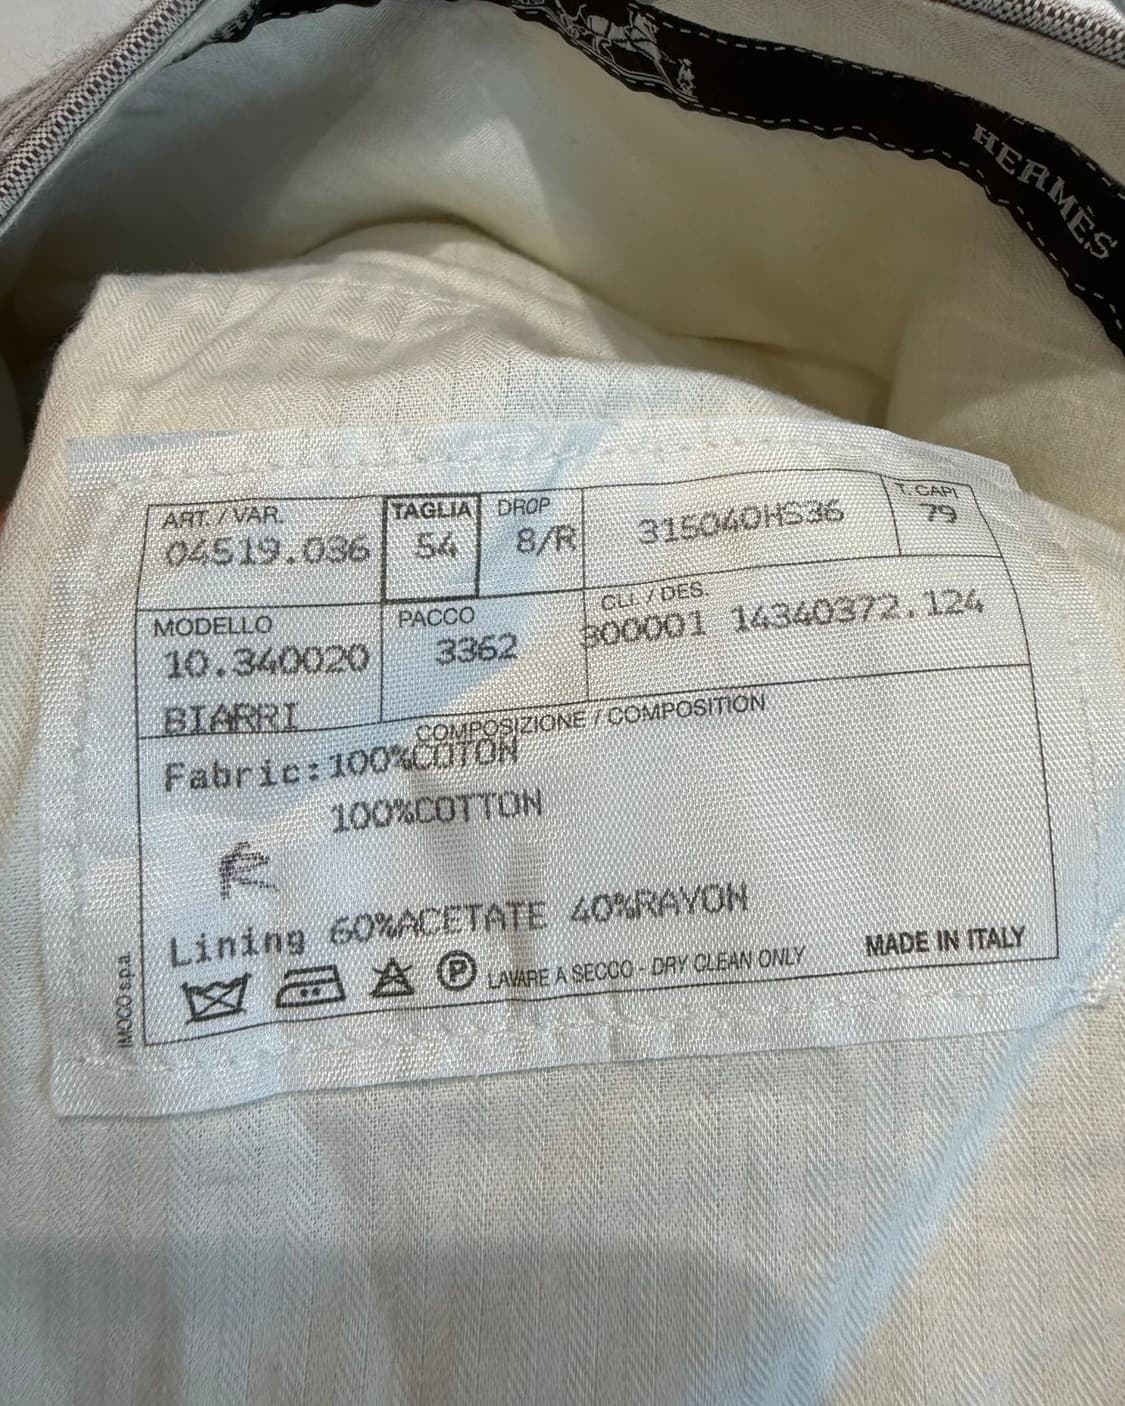 HERMÈS
ART. / VAR. TAGLIA DROP 315040HS36 T. CAPI
04519.036 54 8/R 79
MODELLO PACCO CLI. / DES.
10.340020 3362 300001 14340372.124
BIARRI
COMPOSIZIONE / COMPOSITION
Fabric:100%COTON
100%COTTON
Lining 60%ACETATE 40%RAYON
P LAVARE A SECCO - DRY CLEAN ONLY MADE IN ITALY
IMOCO s.p.a.